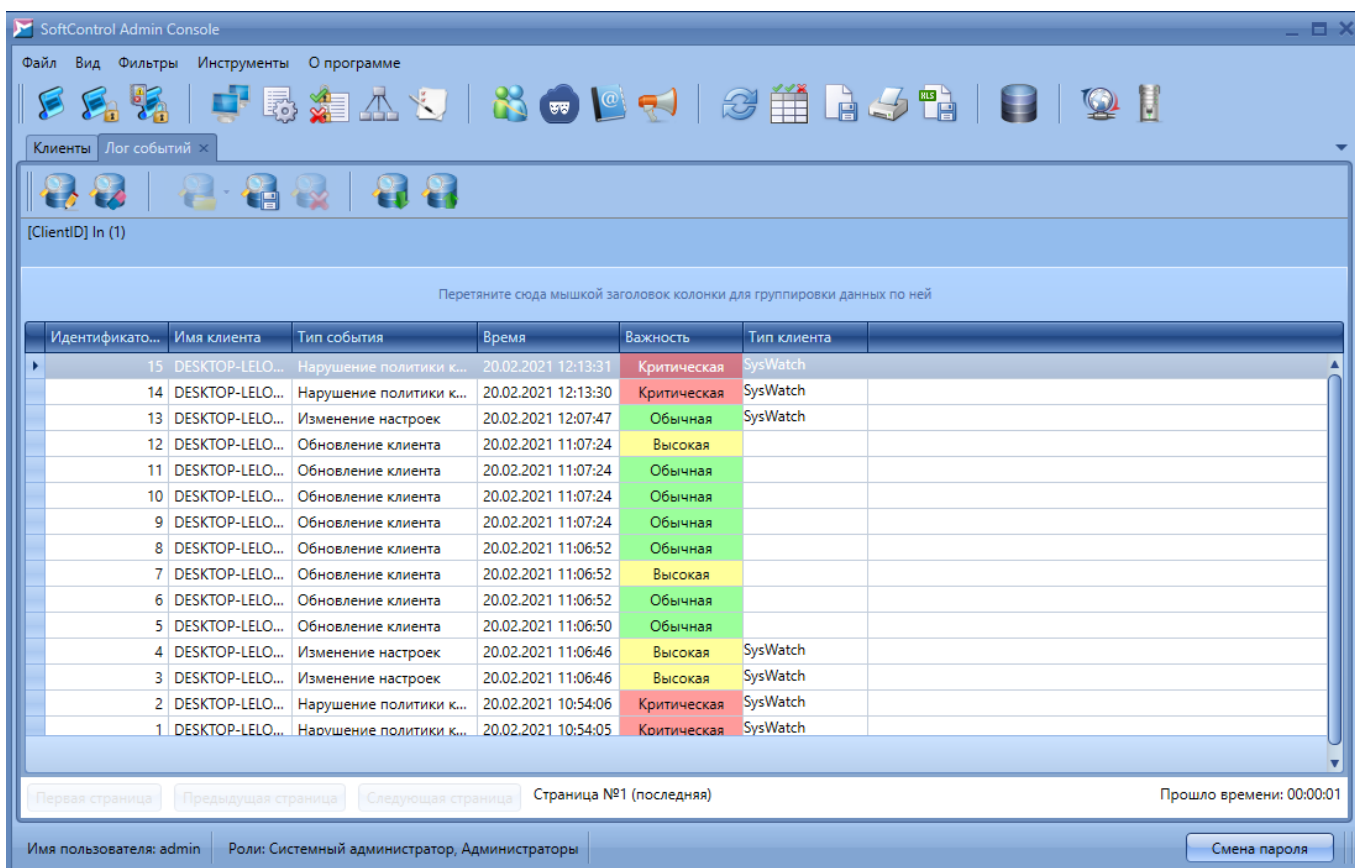 SoftControl Admin Console
Файл Вид Фильтры Инструменты О программе
XLS
Клиенты Лог событий
[ClientID] In (1)
Перетяните сюда мышкой заголовок колонки для группировки данных по ней
Идентификато... Имя клиента Тип события Время Важность Тип клиента
15 DESKTOP-LELO... Нарушение политики к... 20.02.2021 12:13:31 Критическая SysWatch
14 DESKTOP-LELO... Нарушение политики к... 20.02.2021 12:13:30 Критическая SysWatch
13 DESKTOP-LELO... Изменение настроек 20.02.2021 12:07:47 Обычная SysWatch
12 DESKTOP-LELO... Обновление клиента 20.02.2021 11:07:24 Высокая
11 DESKTOP-LELO... Обновление клиента 20.02.2021 11:07:24 Обычная
10 DESKTOP-LELO... Обновление клиента 20.02.2021 11:07:24 Обычная
9 DESKTOP-LELO... Обновление клиента 20.02.2021 11:07:24 Обычная
8 DESKTOP-LELO... Обновление клиента 20.02.2021 11:06:52 Обычная
7 DESKTOP-LELO... Обновление клиента 20.02.2021 11:06:52 Высокая
6 DESKTOP-LELO... Обновление клиента 20.02.2021 11:06:52 Обычная
5 DESKTOP-LELO... Обновление клиента 20.02.2021 11:06:50 Обычная
4 DESKTOP-LELO... Изменение настроек 20.02.2021 11:06:46 Высокая SysWatch
3 DESKTOP-LELO... Изменение настроек 20.02.2021 11:06:46 Высокая SysWatch
2 DESKTOP-LELO... Нарушение политики к... 20.02.2021 10:54:06 Критическая SysWatch
1 DESKTOP-LELO... Нарушение политики к... 20.02.2021 10:54:05 Критическая SysWatch
Первая страница Предыдущая страница Следующая страница Страница №1 (последняя) Прошло времени: 00:00:01
Имя пользователя: admin Роли: Системный администратор, Администраторы Смена пароля